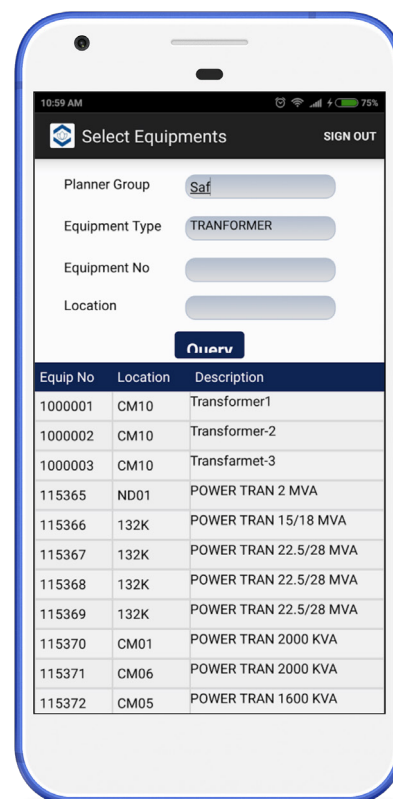 10:59 AM 75%
Select Equipments SIGN OUT
Planner Group Saf
Equipment Type TRANFORMER
Equipment No
Location
Query
Equip No Location Description
1000001 CM10 Transformer1
1000002 CM10 Transformer-2
1000003 CM10 Transfarmet-3
115365 ND01 POWER TRAN 2 MVA
115366 132K POWER TRAN 15/18 MVA
115367 132K POWER TRAN 22.5/28 MVA
115368 132K POWER TRAN 22.5/28 MVA
115369 132K POWER TRAN 22.5/28 MVA
115370 CM01 POWER TRAN 2000 KVA
115371 CM06 POWER TRAN 2000 KVA
115372 CM05 POWER TRAN 1600 KVA